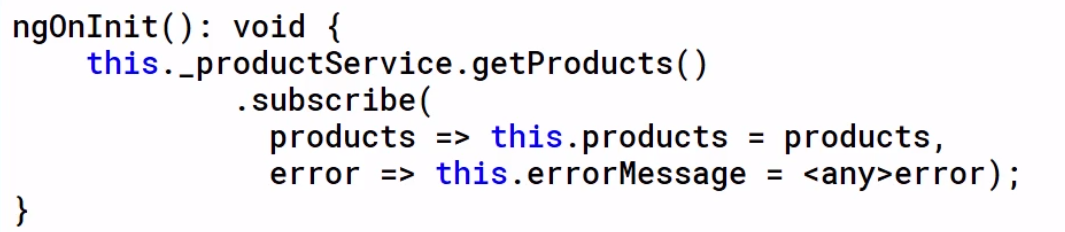 ngOnInit(): void {
    this._productService.getProducts()
            .subscribe(
              products => this.products = products,
              error => this.errorMessage = <any>error);
}